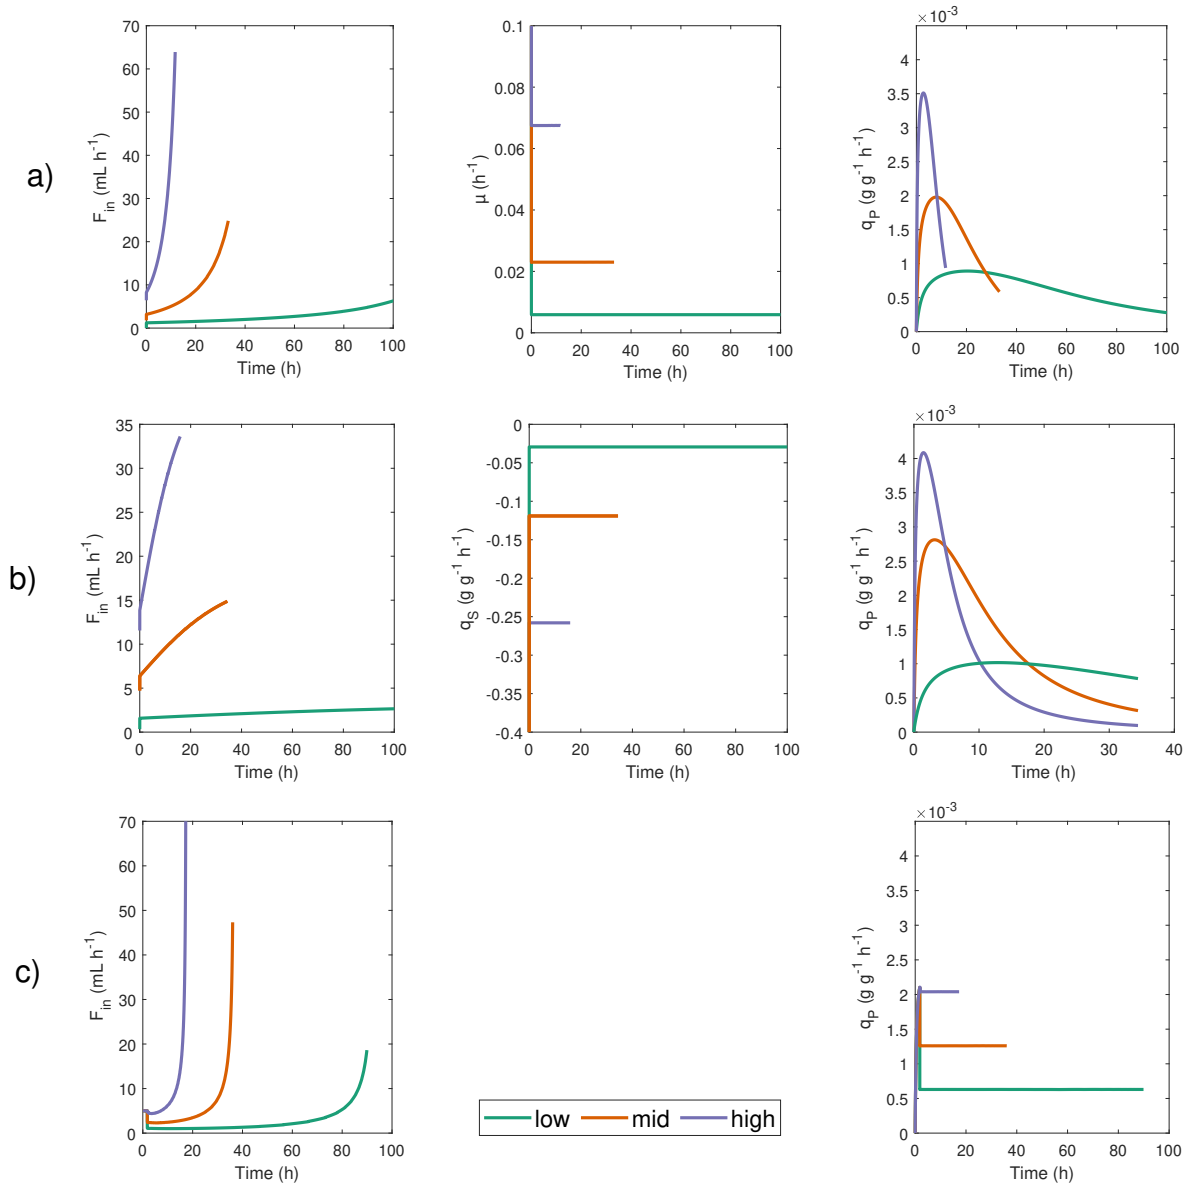 a)
70
60
50
40
30
20
10
0
F_in (mL h^-1)
0 20 40 60 80 100
Time (h)
0.1
0.08
0.06
0.04
0.02
0
μ (h^-1)
0 20 40 60 80 100
Time (h)
×10^-3
4
3.5
3
2.5
2
1.5
1
0.5
0
q_P (g g^-1 h^-1)
0 20 40 60 80 100
Time (h)
b)
35
30
25
20
15
10
5
0
F_in (mL h^-1)
0 20 40 60 80 100
Time (h)
0
-0.05
-0.1
-0.15
-0.2
-0.25
-0.3
-0.35
-0.4
q_S (g g^-1 h^-1)
0 20 40 60 80 100
Time (h)
×10^-3
4
3.5
3
2.5
2
1.5
1
0.5
0
q_P (g g^-1 h^-1)
0 10 20 30 40
Time (h)
c)
70
60
50
40
30
20
10
0
F_in (mL h^-1)
0 20 40 60 80 100
Time (h)
low mid high
×10^-3
4
3.5
3
2.5
2
1.5
1
0.5
0
q_P (g g^-1 h^-1)
0 20 40 60 80 100
Time (h)